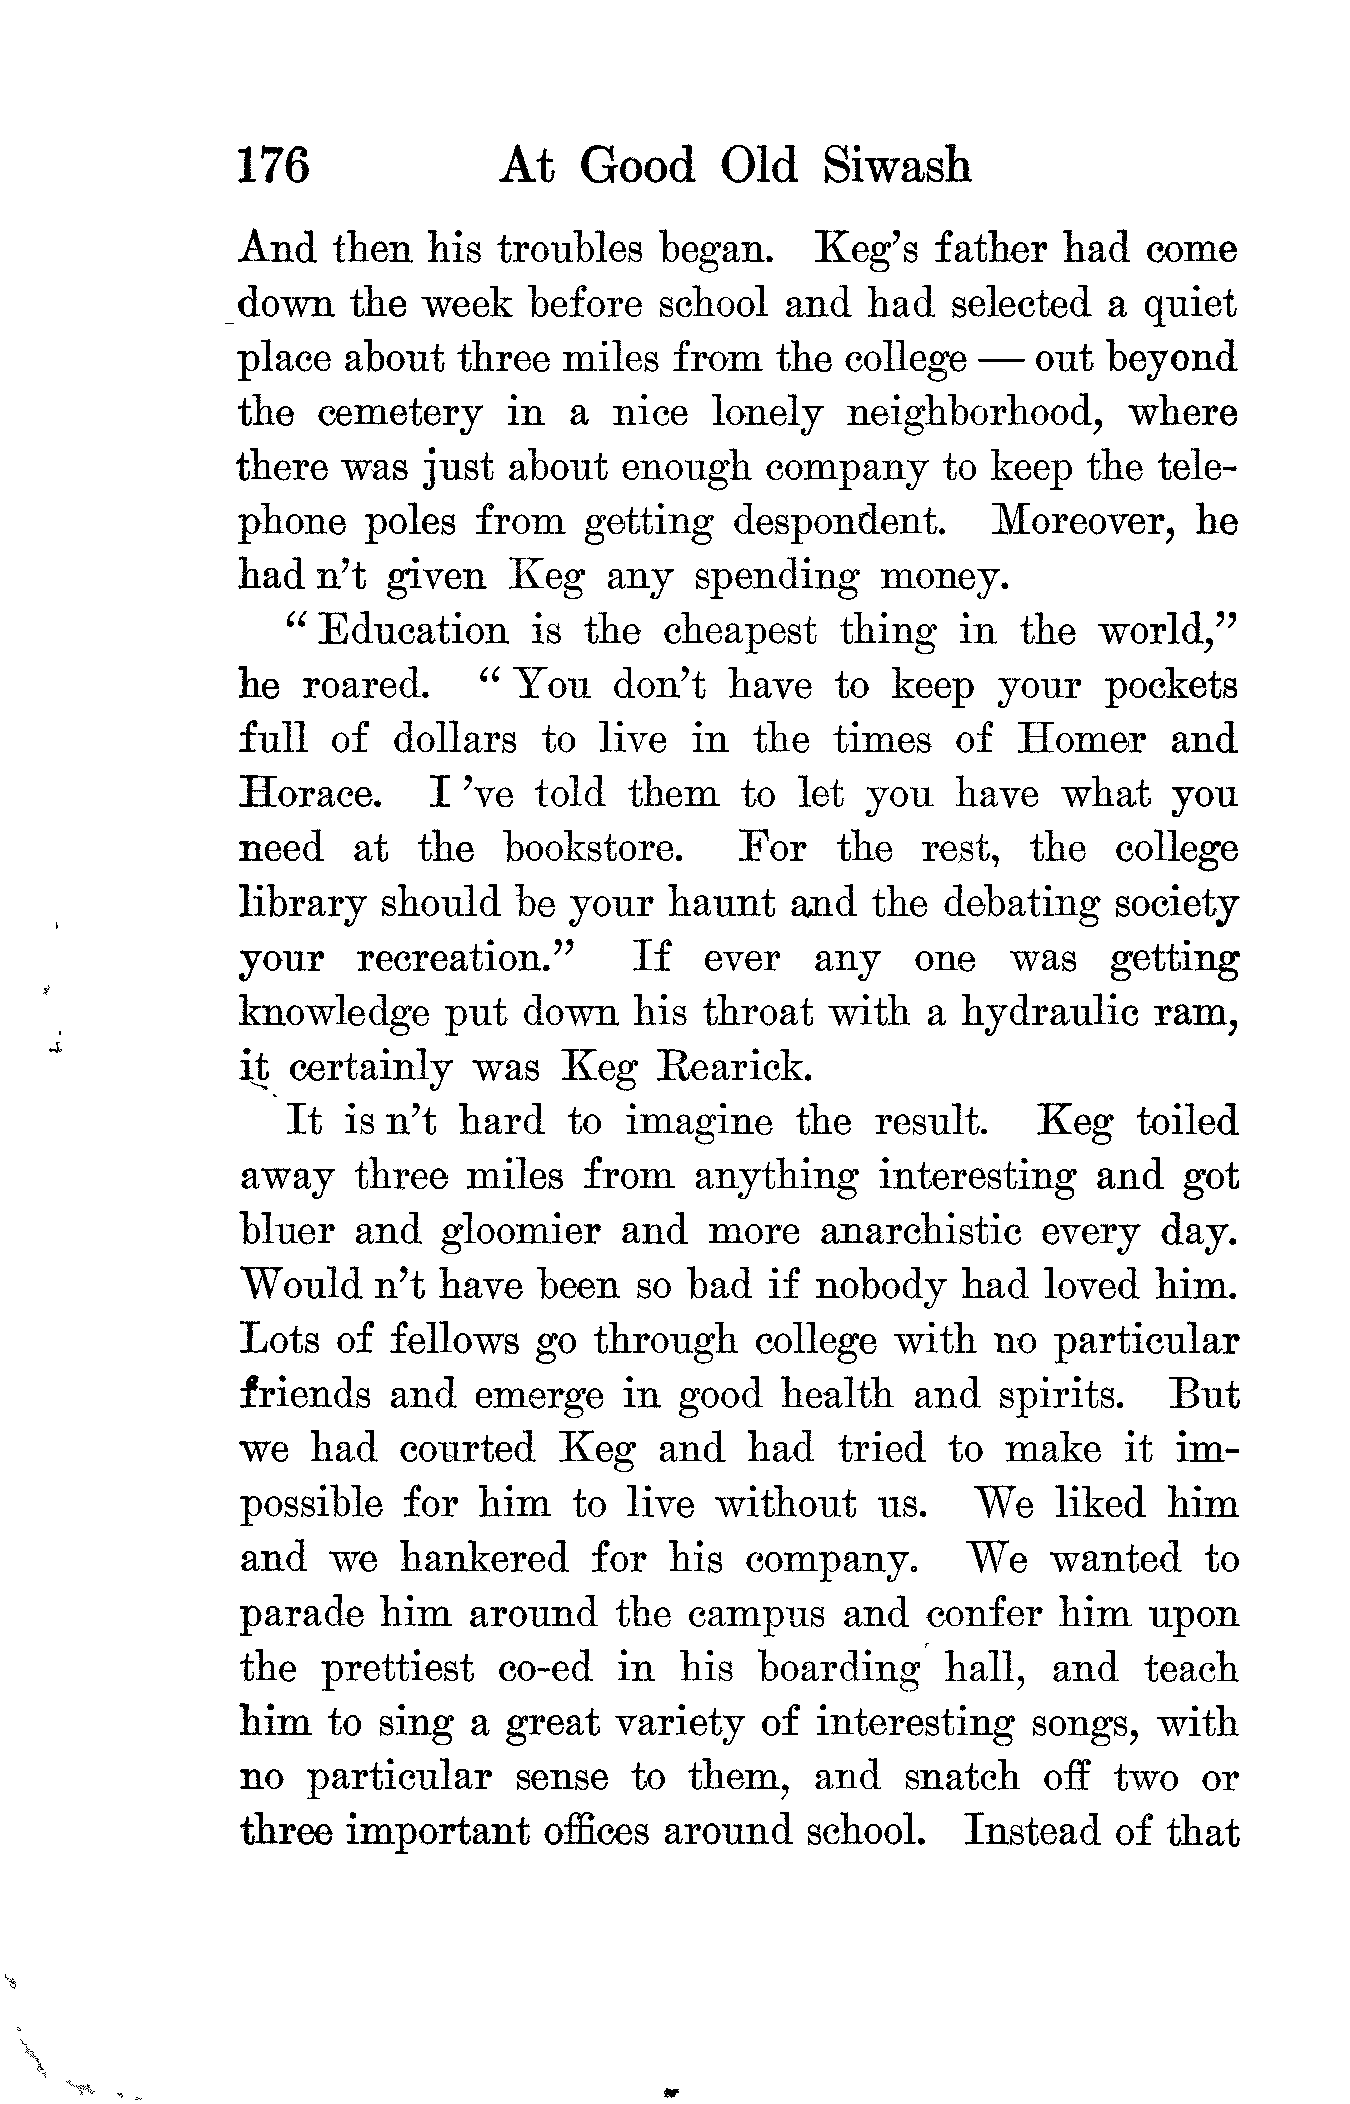 176 At Good Old Siwash
And then his troubles began. Keg's father had come
down the week before school and had selected a quiet
place about three miles from the college — out beyond
the cemetery in a nice lonely neighborhood, where
there was just about enough company to keep the tele-
phone poles from getting despondent. Moreover, he
had n't given Keg any spending money.
" Education is the cheapest thing in the world,"
he roared. " You don't have to keep your pockets
full of dollars to live in the times of Homer and
Horace. I 've told them to let you have what you
need at the bookstore. For the rest, the college
library should be your haunt and the debating society
your recreation." If ever any one was getting
knowledge put down his throat with a hydraulic ram,
it certainly was Keg Rearick.
It is n't hard to imagine the result. Keg toiled
away three miles from anything interesting and got
bluer and gloomier and more anarchistic every day.
Would n't have been so bad if nobody had loved him.
Lots of fellows go through college with no particular
friends and emerge in good health and spirits. But
we had courted Keg and had tried to make it im-
possible for him to live without us. We liked him
and we hankered for his company. We wanted to
parade him around the campus and confer him upon
the prettiest co-ed in his boarding hall, and teach
him to sing a great variety of interesting songs, with
no particular sense to them, and snatch off two or
three important offices around school. Instead of that